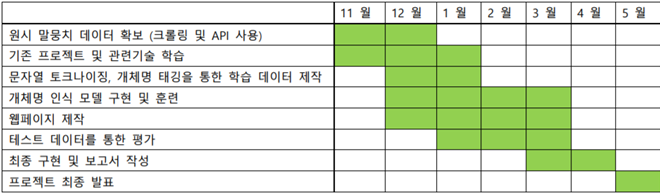 11 월 12 월 1 월 2 월 3 월 4 월 5 월
원시 말뭉치 데이터 확보 (크롤링 및 API 사용)
기존 프로젝트 및 관련기술 학습
문자열 토크나이징, 개체명 태깅을 통한 학습 데이터 제작
개체명 인식 모델 구현 및 훈련
웹페이지 제작
테스트 데이터를 통한 평가
최종 구현 및 보고서 작성
프로젝트 최종 발표